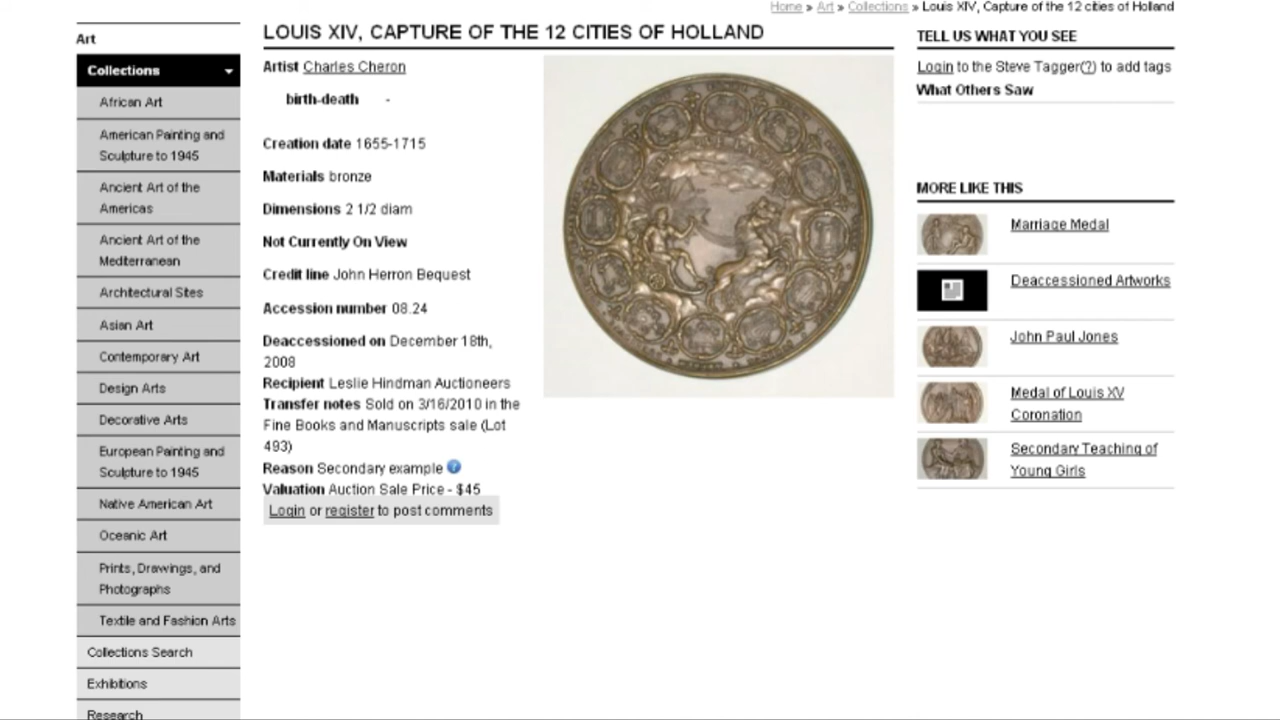 Home » Art » Collections » Louis XIV, Capture of the 12 cities of Holland
Art
Collections
African Art
American Painting and
Sculpture to 1945
Ancient Art of the
Americas
Ancient Art of the
Mediterranean
Architectural Sites
Asian Art
Contemporary Art
Design Arts
Decorative Arts
European Painting and
Sculpture to 1945
Native American Art
Oceanic Art
Prints, Drawings, and
Photographs
Textile and Fashion Arts
Collections Search
Exhibitions
Research
LOUIS XIV, CAPTURE OF THE 12 CITIES OF HOLLAND
Artist Charles Cheron
birth-death -
Creation date 1655-1715
Materials bronze
Dimensions 2 1/2 diam
Not Currently On View
Credit line John Herron Bequest
Accession number 08.24
Deaccessioned on December 18th,
2008
Recipient Leslie Hindman Auctioneers
Transfer notes Sold on 3/16/2010 in the
Fine Books and Manuscripts sale (Lot
493)
Reason Secondary example
Valuation Auction Sale Price - $45
Login or register to post comments
TELL US WHAT YOU SEE
Login to the Steve Tagger(?) to add tags
What Others Saw
MORE LIKE THIS
Marriage Medal
Deaccessioned Artworks
John Paul Jones
Medal of Louis XV
Coronation
Secondary Teaching of
Young Girls